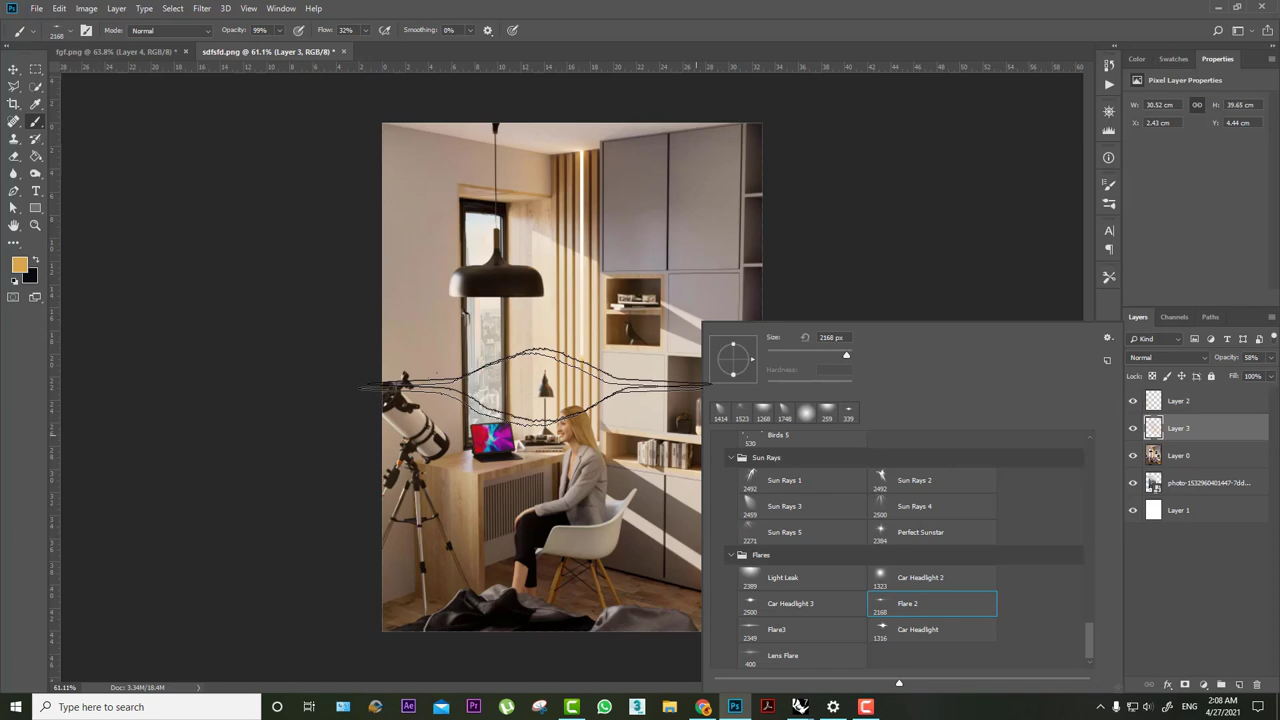 Ps File Edit Image Layer Type Select Filter 3D View Window Help
2168 Mode: Normal Opacity: 99% Flow: 32% Smoothing: 0%
fgf.png @ 63.8% (Layer 4, RGB/8) * × sdfsfd.png @ 61.1% (Layer 3, RGB/8) * ×
Color Swatches Properties
Pixel Layer Properties
W: 30.52 cm H: 39.65 cm
X: 2.43 cm Y: 4.44 cm
Size: 2168 px
Hardness:
1414 1523 1268 1748 259 339
Birds 5
530
Sun Rays
Sun Rays 1
2492
Sun Rays 2
2492
Sun Rays 3
2459
Sun Rays 4
2500
Sun Rays 5
2271
Perfect Sunstar
2384
Flares
Light Leak
2389
Car Headlight 2
1323
Car Headlight 3
2500
Flare 2
2168
Flare3
2349
Car Headlight
1316
Lens Flare
400
Layers Channels Paths
Kind
Normal Opacity: 58%
Lock: Fill: 100%
Layer 2
Layer 3
Layer 0
photo-1532960401447-7dd...
Layer 1
61.11% Doc: 3.34M/18.4M
Type here to search
2:08 AM
4/27/2021